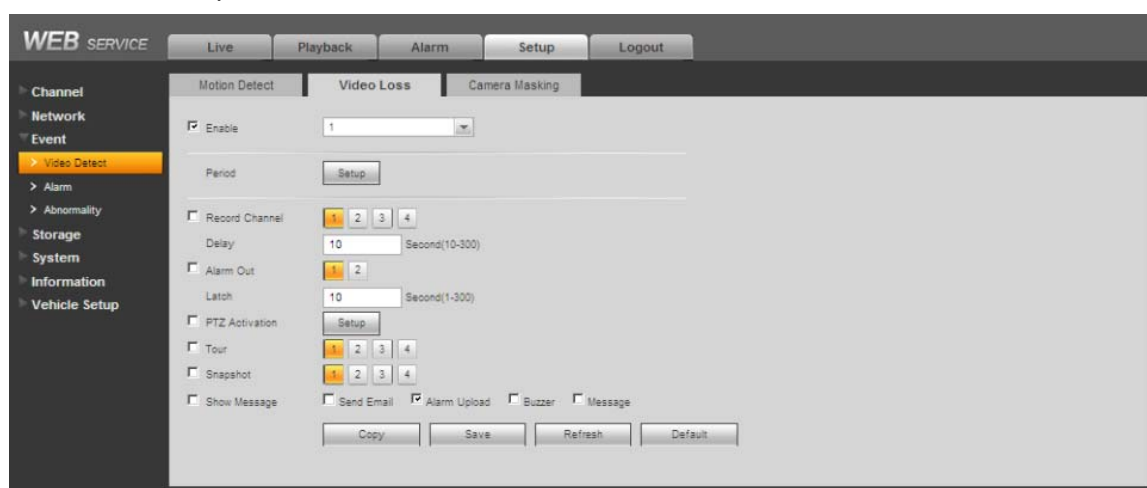 WEB SERVICE
Live Playback Alarm Setup Logout
Channel
Network
Event
> Video Detect
> Alarm
> Abnormality
Storage
System
Information
Vehicle Setup
Motion Detect Video Loss Camera Masking
Enable 1
Period Setup
Record Channel 1 2 3 4
Delay 10 Second(10-300)
Alarm Out 1 2
Latch 10 Second(1-300)
PTZ Activation Setup
Tour 1 2 3 4
Snapshot 1 2 3 4
Show Message Send Email Alarm Upload Buzzer Message
Copy Save Refresh Default